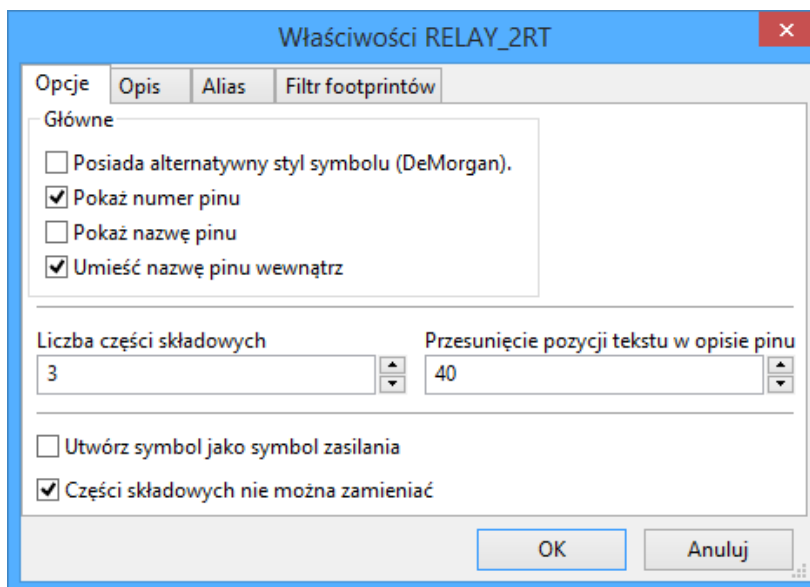 Właściwości RELAY_2RT
Opcje Opis Alias Filtr footprintów
Główne
Posiada alternatywny styl symbolu (DeMorgan).
Pokaż numer pinu
Pokaż nazwę pinu
Umieść nazwę pinu wewnątrz
Liczba części składowych Przesunięcie pozycji tekstu w opisie pinu
3 40
Utwórz symbol jako symbol zasilania
Części składowych nie można zamieniać
OK Anuluj